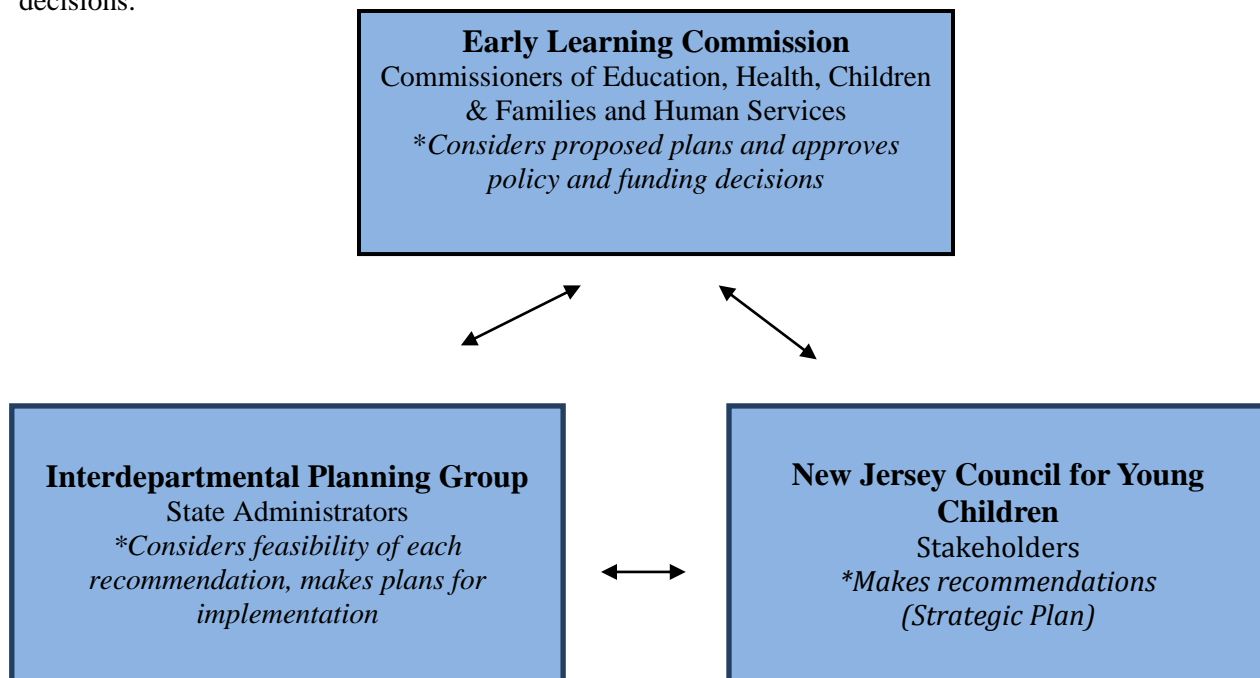 decisions.
Early Learning Commission
Commissioners of Education, Health, Children
& Families and Human Services
*Considers proposed plans and approves
policy and funding decisions
Interdepartmental Planning Group
State Administrators
*Considers feasibility of each
recommendation, makes plans for
implementation
New Jersey Council for Young
Children
Stakeholders
*Makes recommendations
(Strategic Plan)